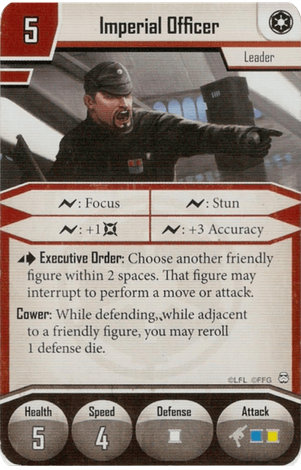 5
Imperial Officer
Leader
: Focus
: Stun
: +1
: +3 Accuracy
Executive Order: Choose another friendly
figure within 2 spaces. That figure may
interrupt to perform a move or attack.
Cower: While defending, while adjacent
to a friendly figure, you may reroll
1 defense die.
©LFL ©FFG
Health Speed Defense Attack
5 4